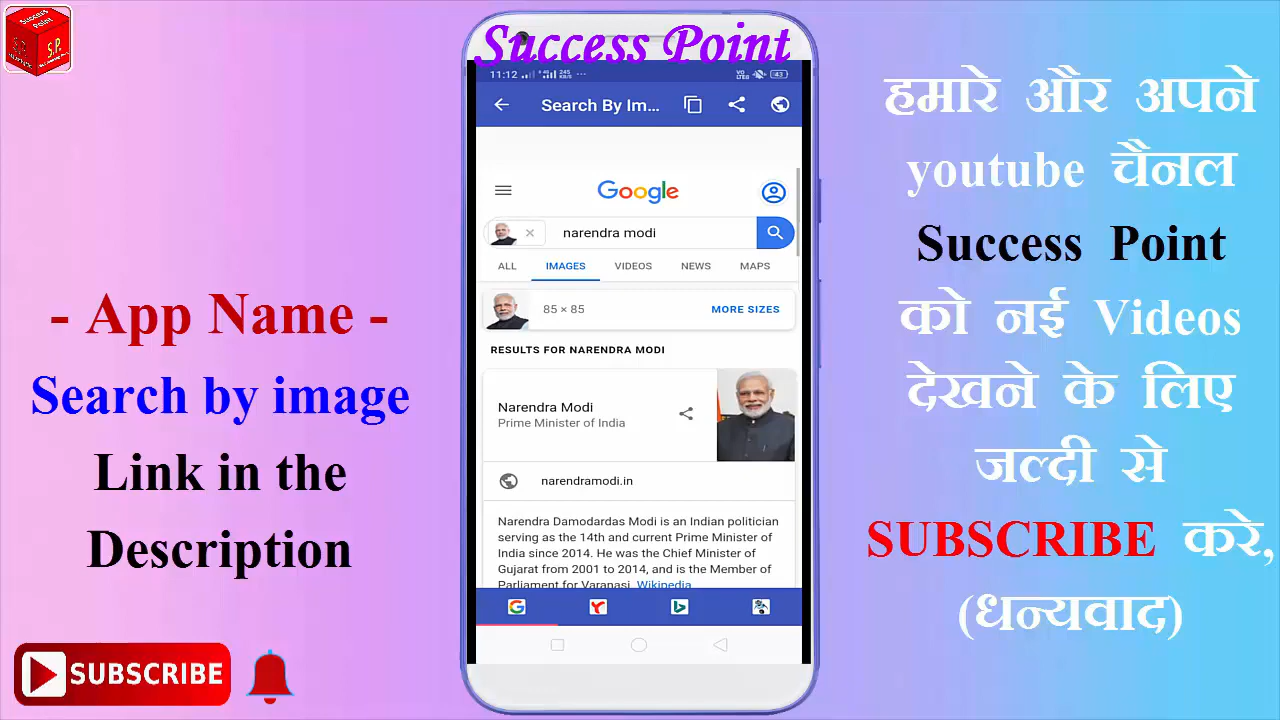 Success
Point
S.P.
Success Point
11:12
43
Search By Im...
Google
narendra modi
ALL IMAGES VIDEOS NEWS MAPS
85 × 85 MORE SIZES
RESULTS FOR NARENDRA MODI
Narendra Modi
Prime Minister of India
narendramodi.in
Narendra Damodardas Modi is an Indian politician
serving as the 14th and current Prime Minister of
India since 2014. He was the Chief Minister of
Gujarat from 2001 to 2014, and is the Member of
Parliament for Varanasi. Wikipedia
- App Name -
Search by image
Link in the
Description
SUBSCRIBE
हमारे और अपने
youtube चैनल
Success Point
को नई Videos
देखने के लिए
जल्दी से
SUBSCRIBE करे,
(धन्यवाद)